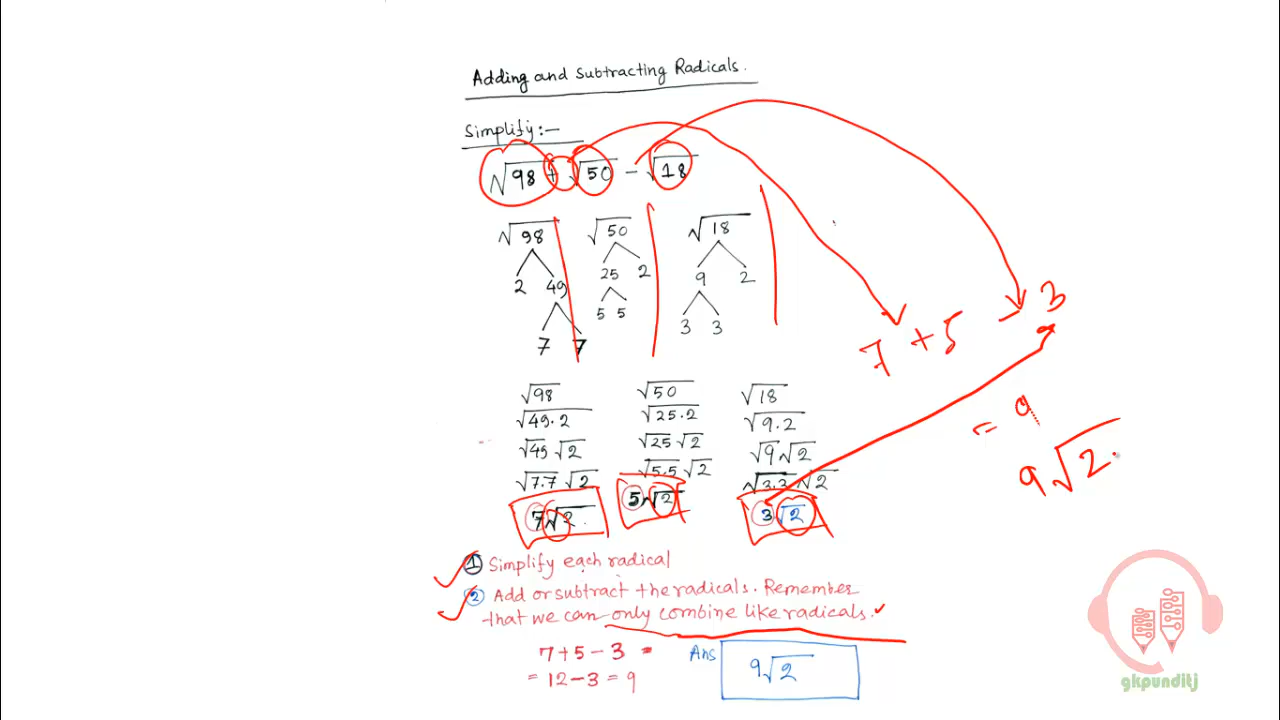 Adding and Subtracting Radicals.
Simplify:—
√98 + √50 − √18
√98 √50 √18
2 49 25 2 9 2
7 7 5 5 3 3
7 + 5 − 3
= 9
9√2
√98 √50 √18
√49·2 √25·2 √9·2
√49 √2 √25 √2 √9 √2
√7·7 √2 √5·5 √2 √3·3 √2
7√2 5√2 3√2
① Simplify each radical
② Add or subtract the radicals. Remember
that we can only combine like radicals.
7+5−3
= 12−3 = 9
Ans 9√2
gkpunditj